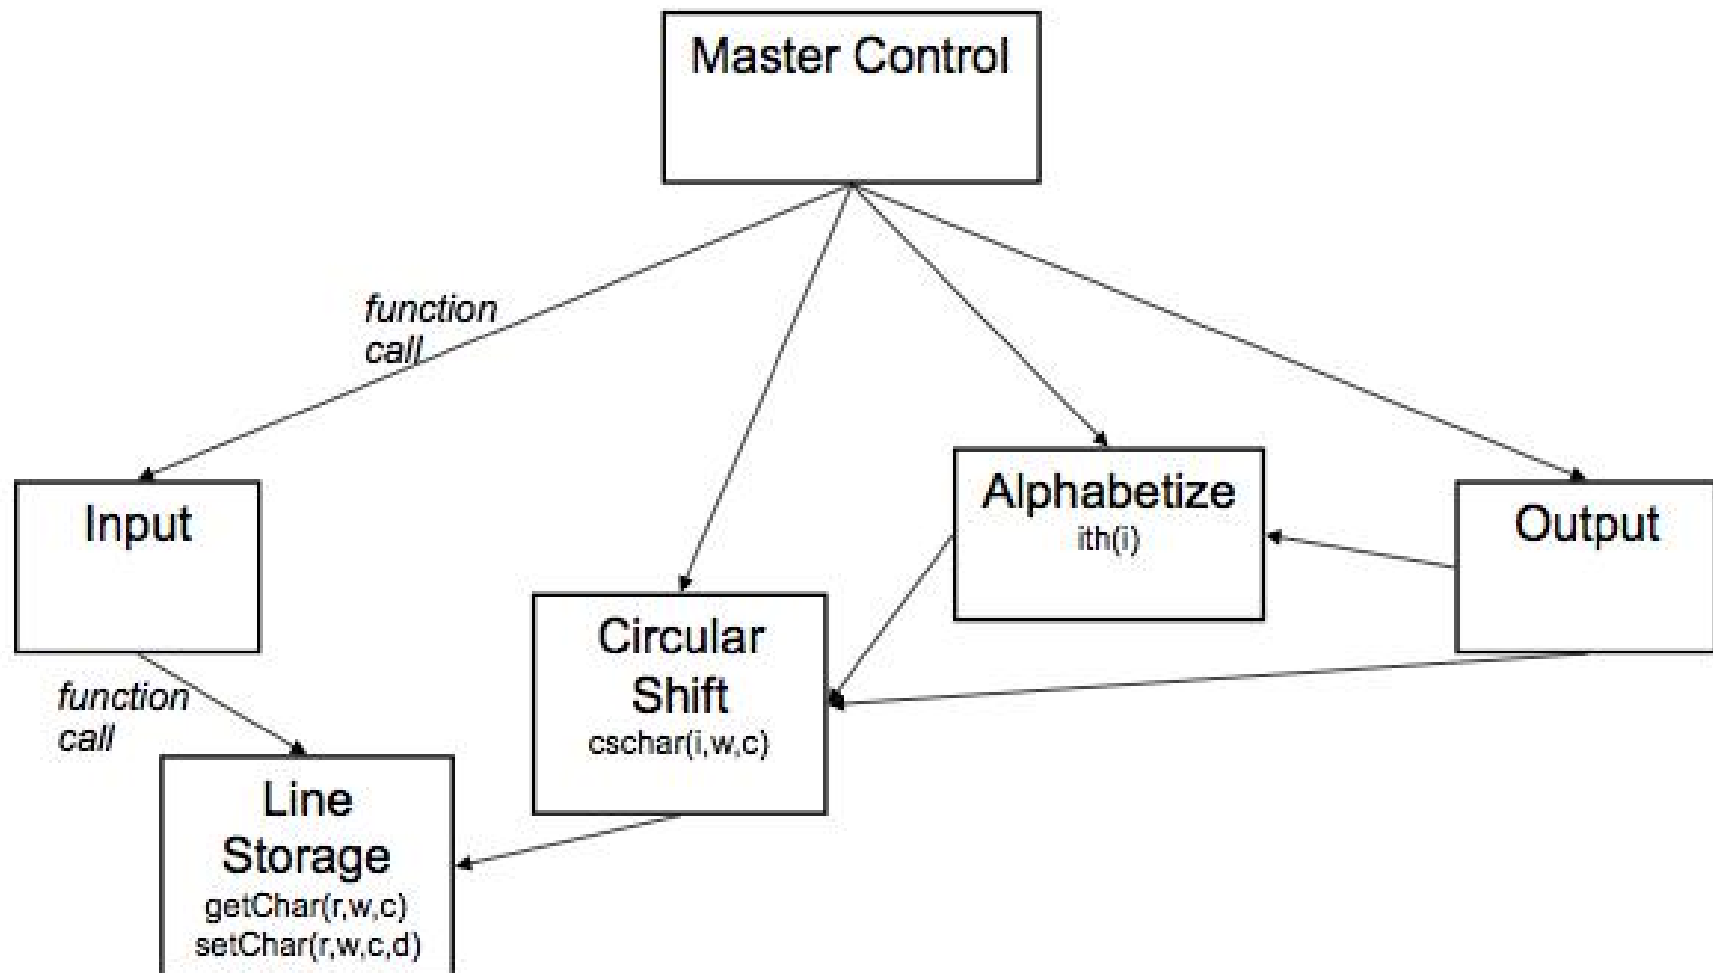 Master Control
function
call
Input
Alphabetize
ith(i)
Output
Circular
Shift
cschar(i,w,c)
function
call
Line
Storage
getChar(r,w,c)
setChar(r,w,c,d)